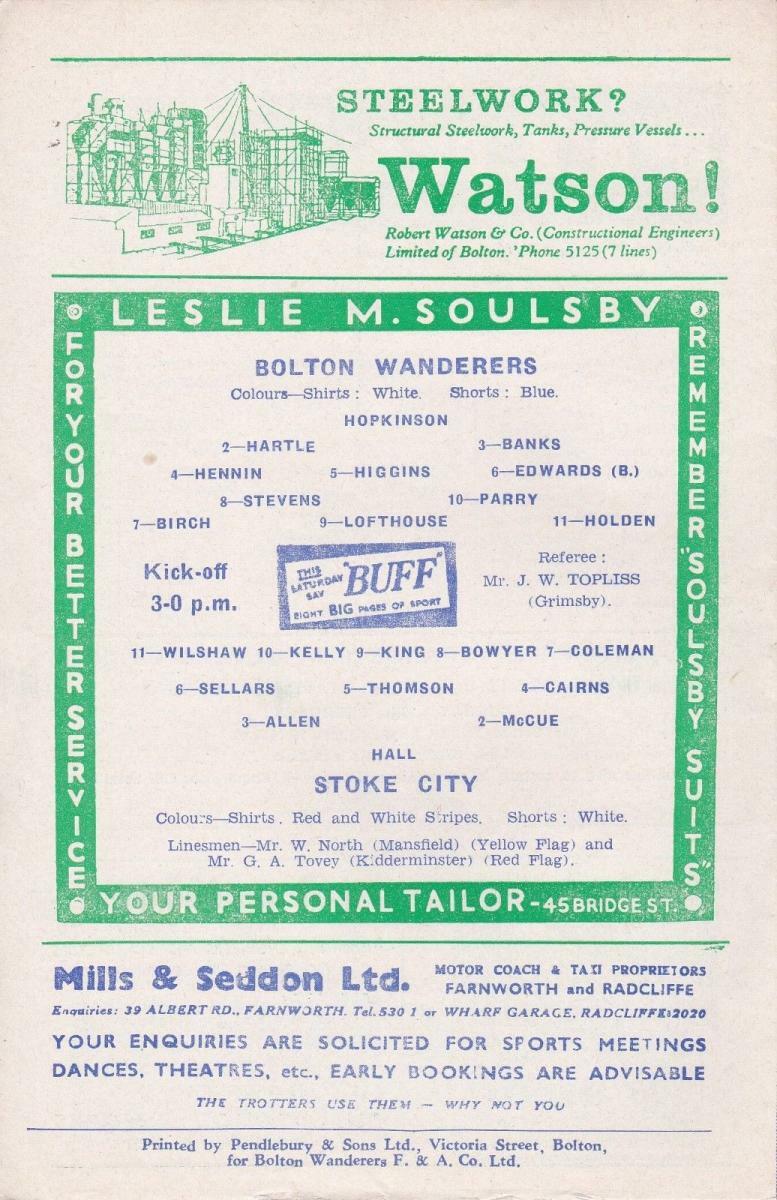 STEELWORK?
Structural Steelwork, Tanks, Pressure Vessels...
Watson!
Robert Watson & Co. (Constructional Engineers)
Limited of Bolton. 'Phone 5125 (7 lines)
LESLIE M. SOULSBY
FOR YOUR BETTER SERVICE
REMEMBER "SOULSBY SUITS"
BOLTON WANDERERS
Colours—Shirts: White. Shorts: Blue.
HOPKINSON
2—HARTLE 3—BANKS
4—HENNIN 5—HIGGINS 6—EDWARDS (B.)
8—STEVENS 10—PARRY
7—BIRCH 9—LOFTHOUSE 11—HOLDEN
Kick-off
3-0 p.m.
THIS
SATURDAY
SAY
"BUFF"
EIGHT BIG PAGES OF SPORT
Referee:
Mr. J. W. TOPLISS
(Grimsby).
11—WILSHAW 10—KELLY 9—KING 8—BOWYER 7—COLEMAN
6—SELLARS 5—THOMSON 4—CAIRNS
3—ALLEN 2—McCUE
HALL
STOKE CITY
Colours—Shirts. Red and White Stripes. Shorts: White.
Linesmen—Mr. W. North (Mansfield) (Yellow Flag) and
Mr. G. A. Tovey (Kidderminster) (Red Flag).
YOUR PERSONAL TAILOR-45 BRIDGE ST.
Mills & Seddon Ltd.
MOTOR COACH & TAXI PROPRIETORS
FARNWORTH and RADCLIFFE
Enquiries: 39 ALBERT RD., FARNWORTH. Tel. 530 1 or WHARF GARAGE, RADCLIFFE:2020
YOUR ENQUIRIES ARE SOLICITED FOR SPORTS MEETINGS
DANCES, THEATRES, etc., EARLY BOOKINGS ARE ADVISABLE
THE TROTTERS USE THEM — WHY NOT YOU
Printed by Pendlebury & Sons Ltd., Victoria Street, Bolton,
for Bolton Wanderers F. & A. Co. Ltd.